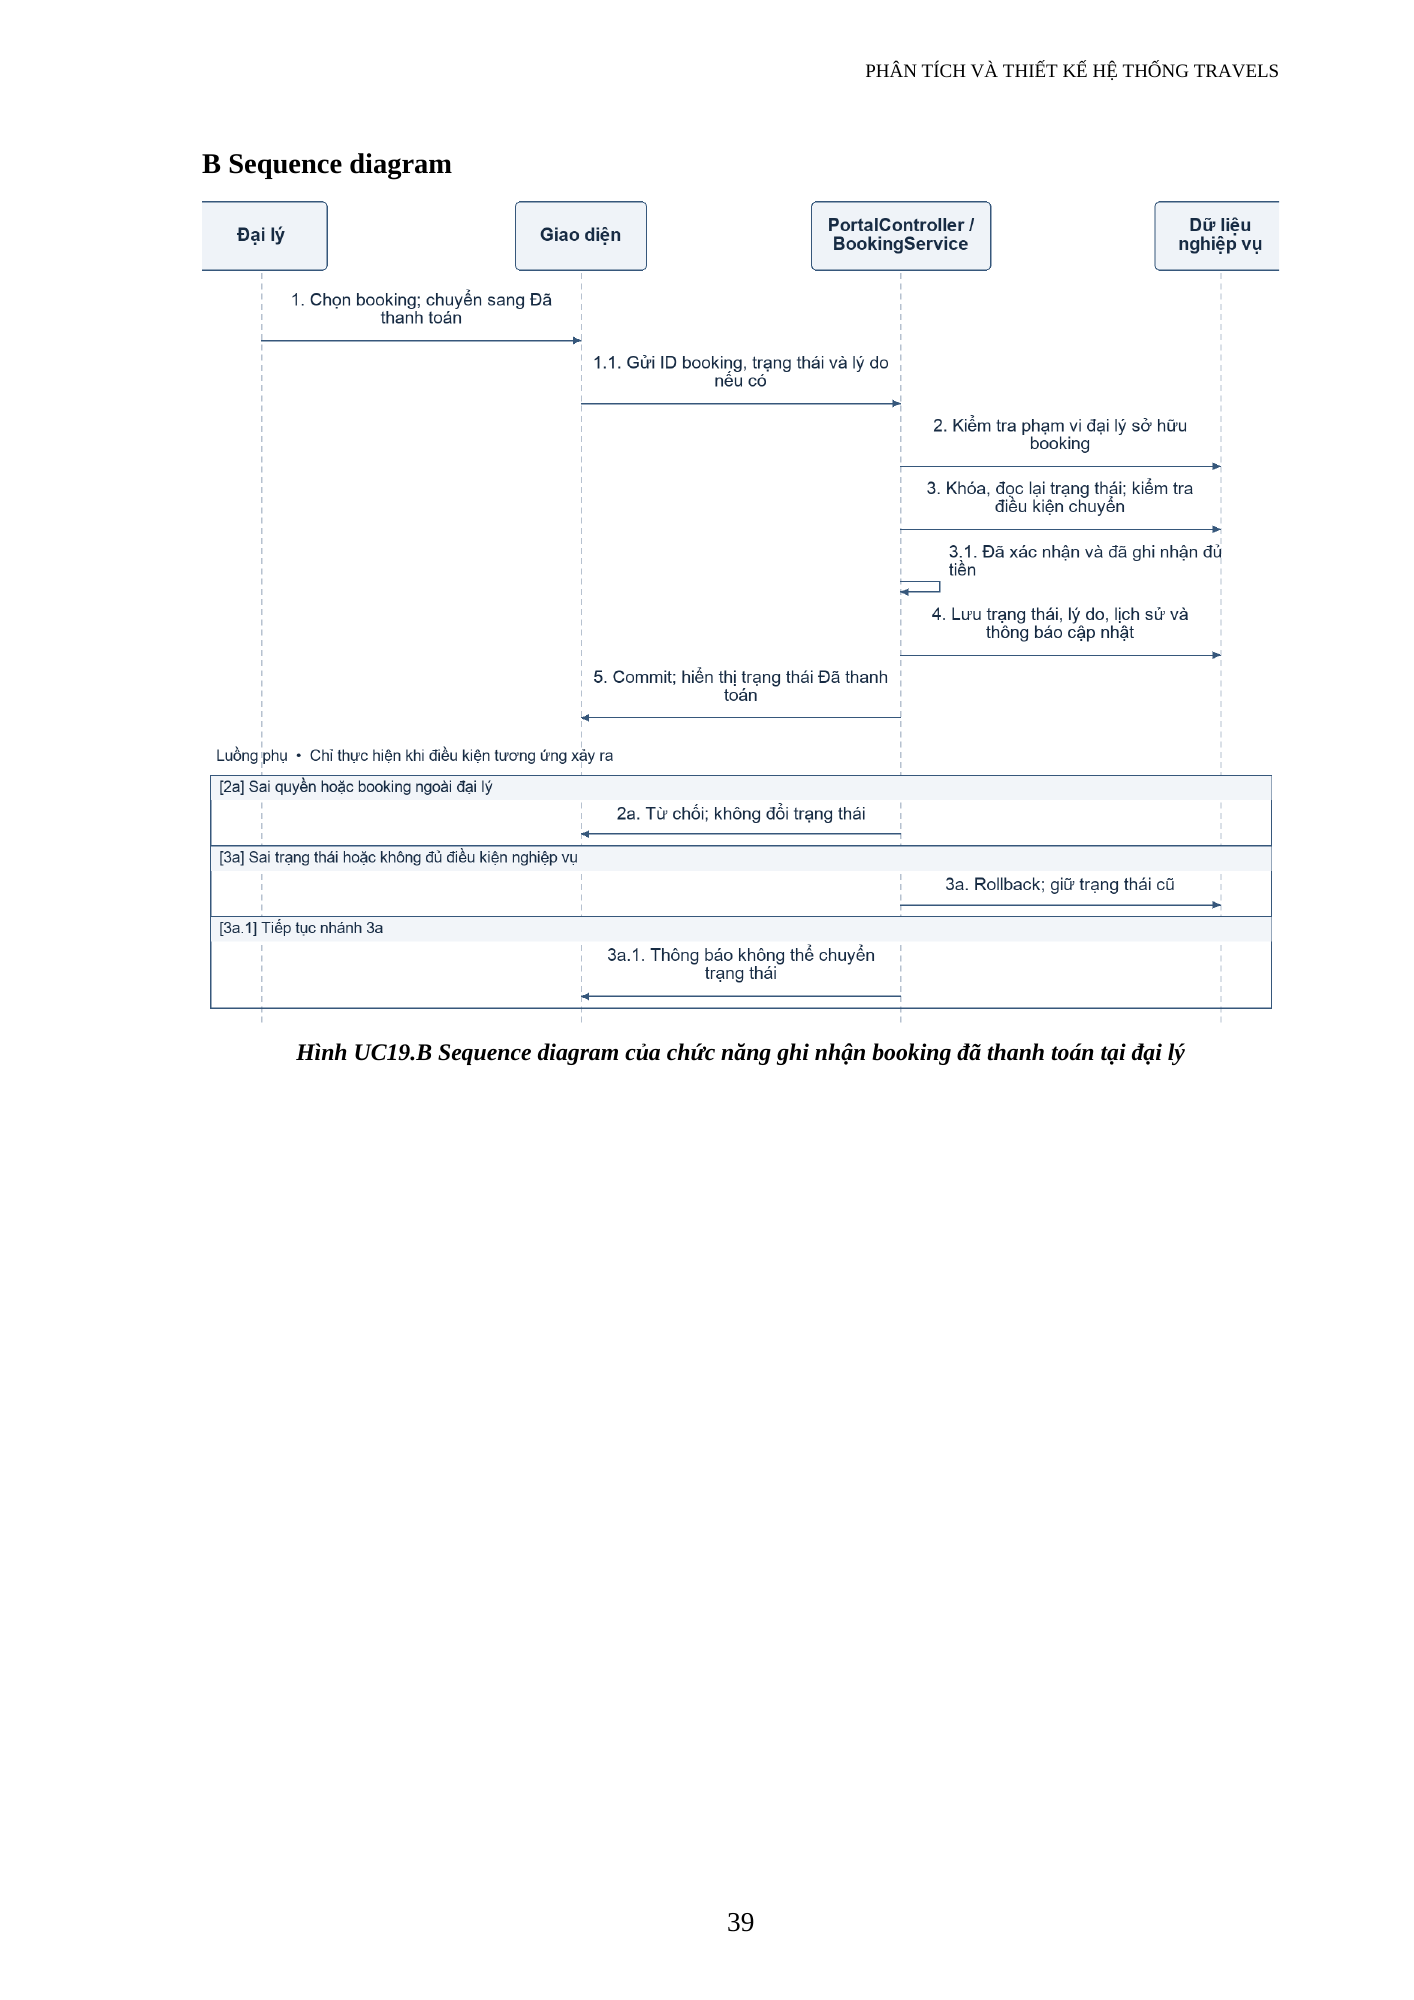 PHÂN TÍCH VÀ THIẾT KẾ HỆ THỐNG TRAVELS
B Sequence diagram
Đại lý
Giao diện
PortalController /
BookingService
Dữ liệu
nghiệp vụ
1. Chọn booking; chuyển sang Đã
thanh toán
1.1. Gửi ID booking, trạng thái và lý do
nếu có
2. Kiểm tra phạm vi đại lý sở hữu
booking
3. Khóa, đọc lại trạng thái; kiểm tra
điều kiện chuyển
3.1. Đã xác nhận và đã ghi nhận đủ
tiền
4. Lưu trạng thái, lý do, lịch sử và
thông báo cập nhật
5. Commit; hiển thị trạng thái Đã thanh
toán
Luồng phụ • Chỉ thực hiện khi điều kiện tương ứng xảy ra
[2a] Sai quyền hoặc booking ngoài đại lý
2a. Từ chối; không đổi trạng thái
[3a] Sai trạng thái hoặc không đủ điều kiện nghiệp vụ
3a. Rollback; giữ trạng thái cũ
[3a.1] Tiếp tục nhánh 3a
3a.1. Thông báo không thể chuyển
trạng thái
Hình UC19.B Sequence diagram của chức năng ghi nhận booking đã thanh toán tại đại lý
39